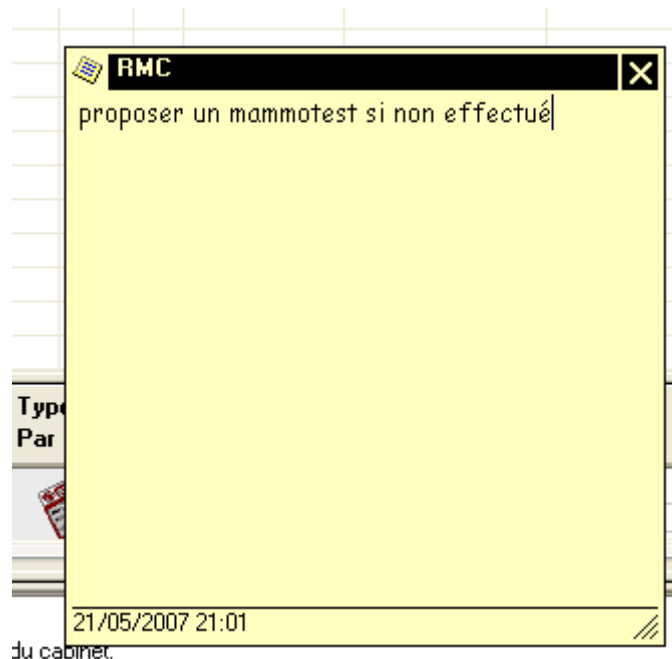 RMC
proposer un mammotest si non effectué
Type
Par
21/05/2007 21:01
du cabinet.